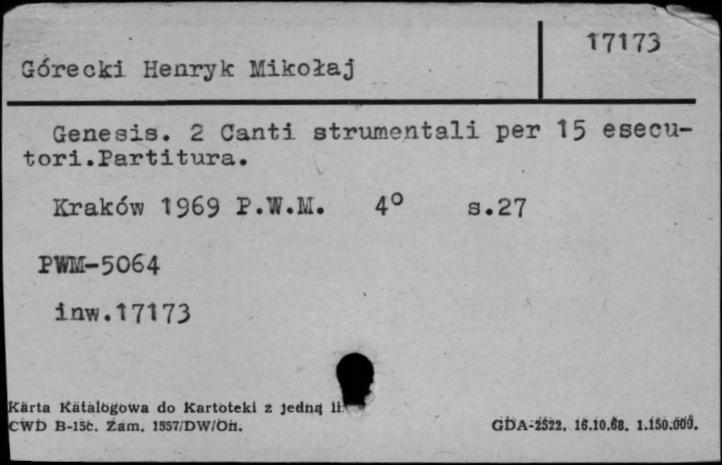 17173
Górecki Henryk Mikołaj
Genesis. 2 Canti strumentali per 15 esecu-
tori.Partitura.
Kraków 1969 P.W.M. 4° s.27
PWM-5064
inw.17173
Karta Katalogowa do Kartoteki z jedną
CWD B-15c. Zam. 1557/DW/On.
GDA-2522. 16.10.68. 1.150.000.